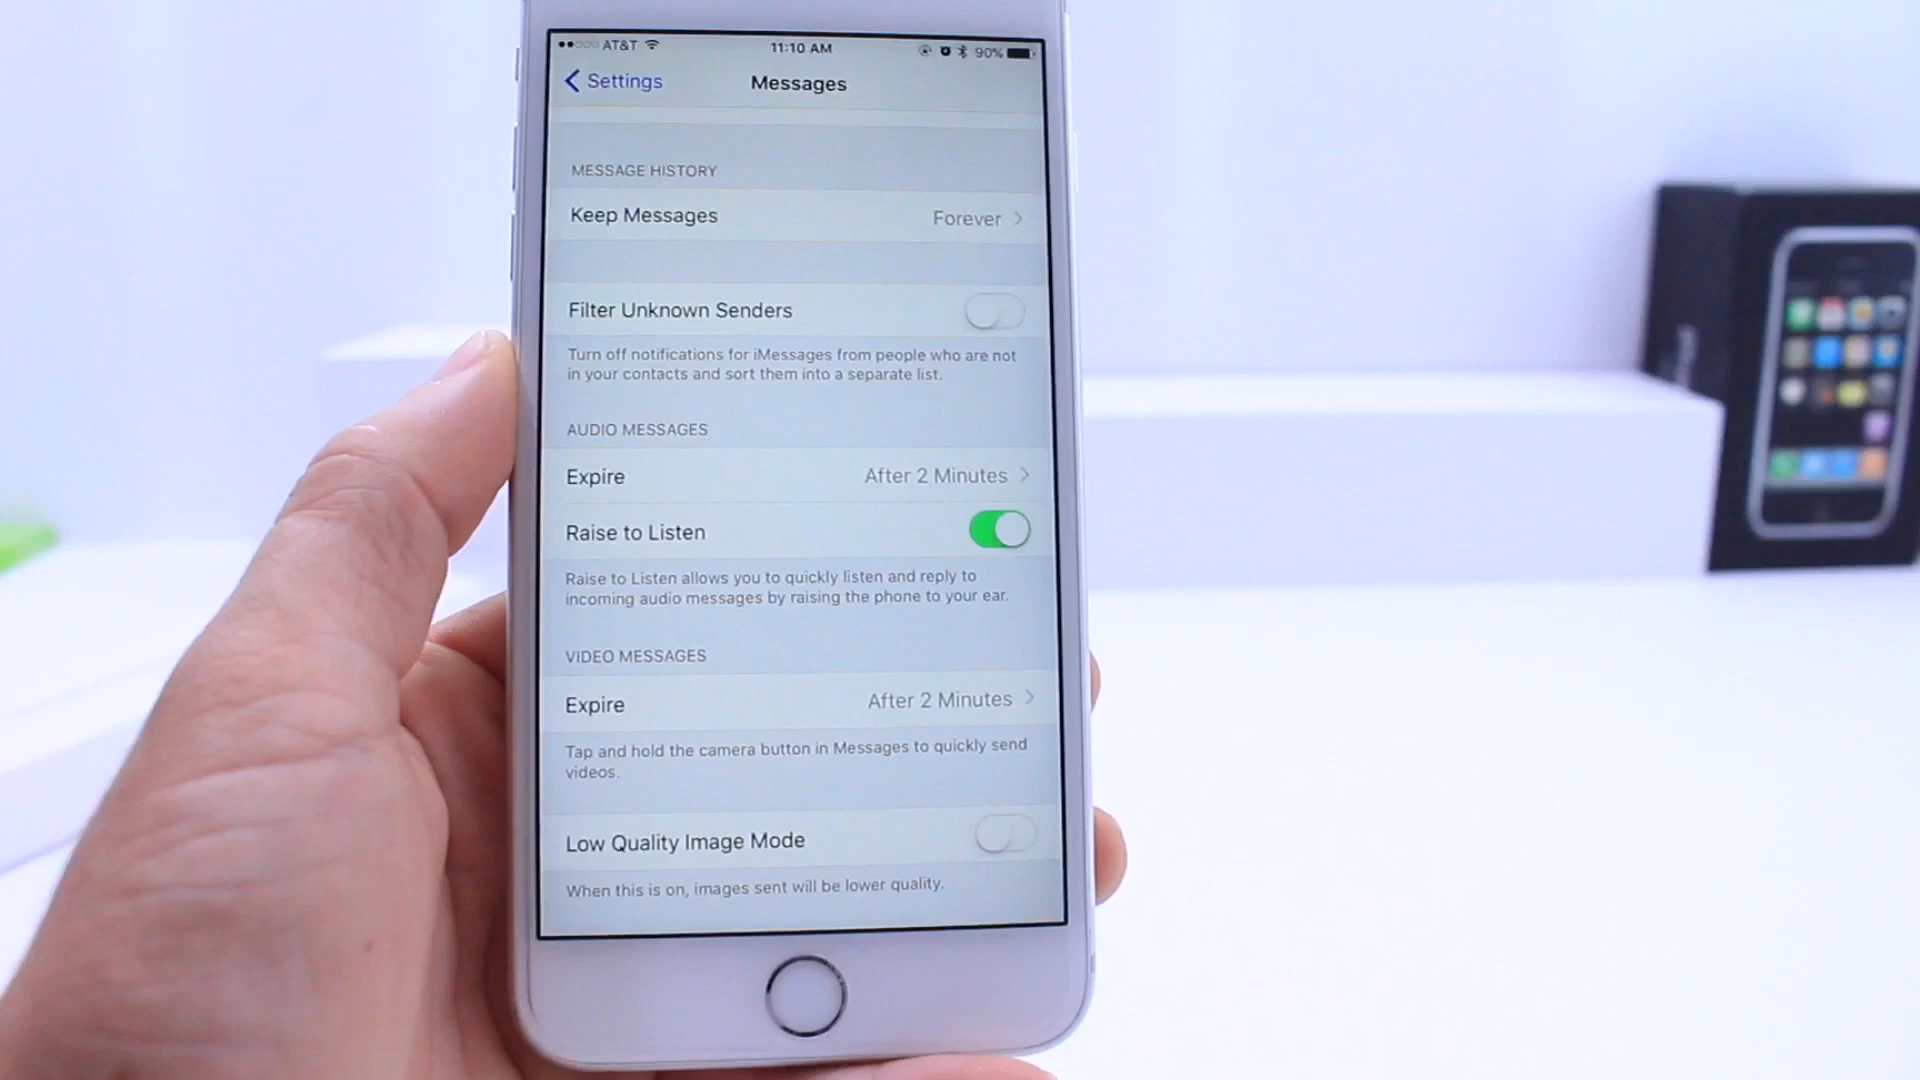 AT&T 11:10 AM 90%
Settings Messages
MESSAGE HISTORY
Keep Messages Forever
Filter Unknown Senders
Turn off notifications for iMessages from people who are not
in your contacts and sort them into a separate list.
AUDIO MESSAGES
Expire After 2 Minutes
Raise to Listen
Raise to Listen allows you to quickly listen and reply to
incoming audio messages by raising the phone to your ear.
VIDEO MESSAGES
Expire After 2 Minutes
Tap and hold the camera button in Messages to quickly send
videos.
Low Quality Image Mode
When this is on, images sent will be lower quality.